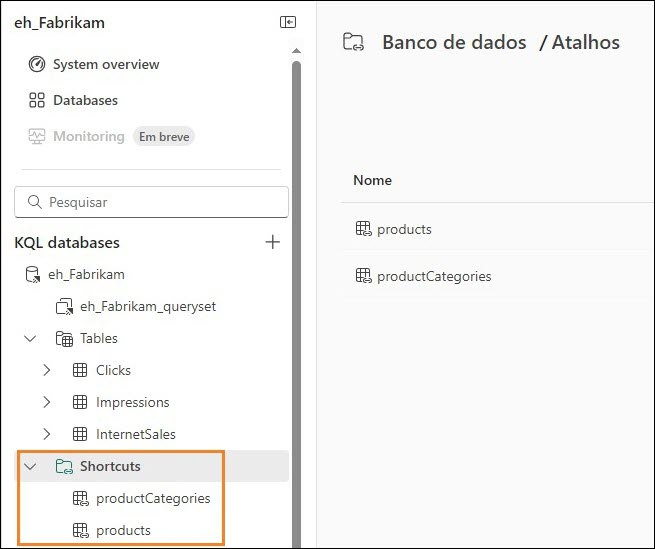 eh_Fabrikam
System overview
Databases
Monitoring Em breve
Pesquisar
KQL databases
eh_Fabrikam
eh_Fabrikam_queryset
Tables
Clicks
Impressions
InternetSales
Shortcuts
productCategories
products
Banco de dados / Atalhos
Nome
products
productCategories